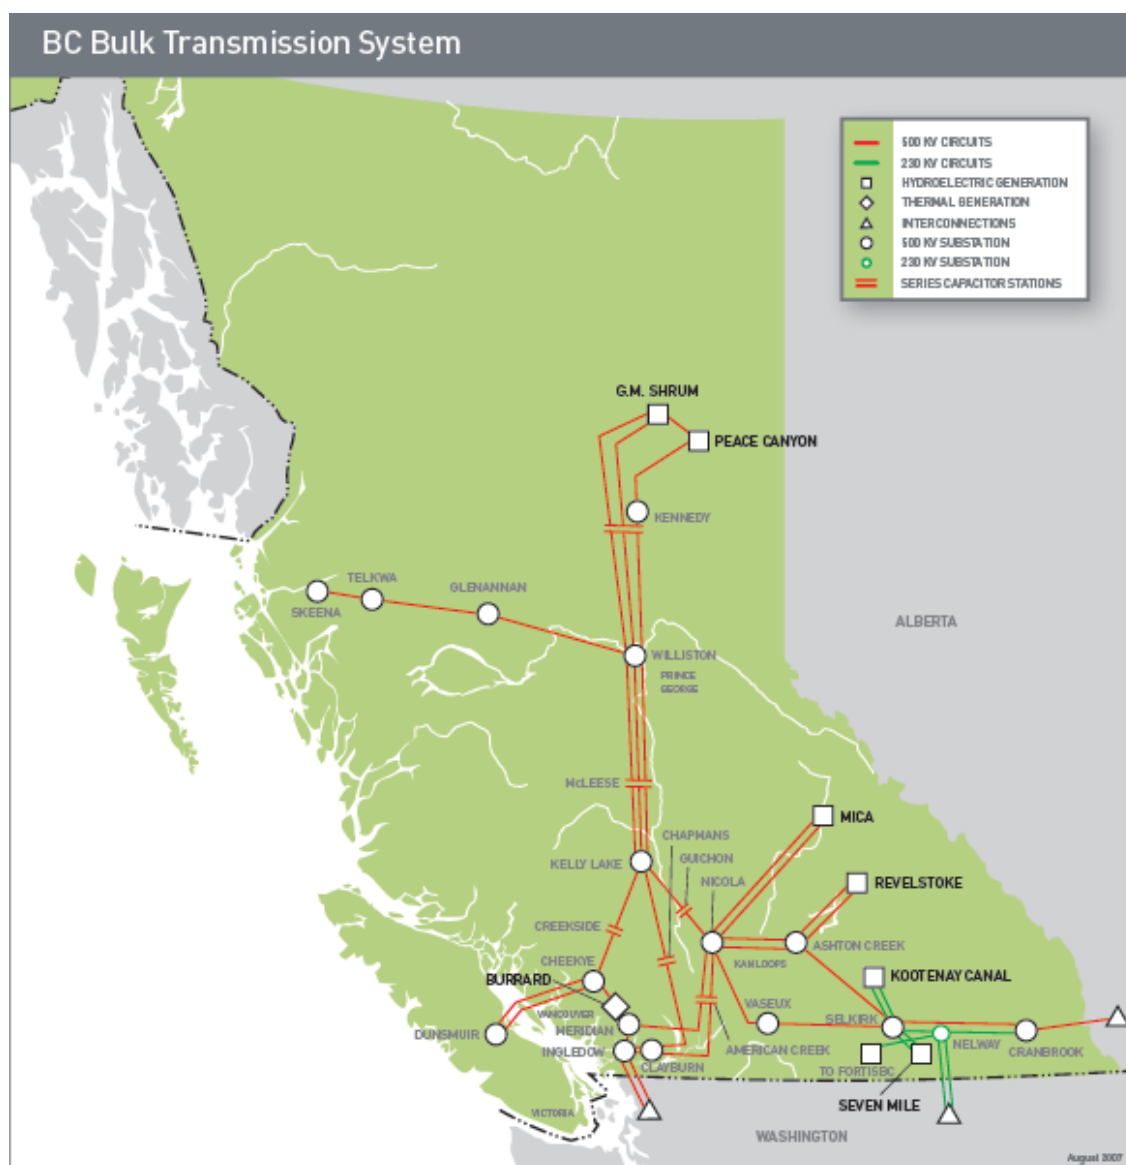 BC Bulk Transmission System
500 KV CIRCUITS
230 KV CIRCUITS
HYDROELECTRIC GENERATION
THERMAL GENERATION
INTERCONNECTIONS
500 KV SUBSTATION
230 KV SUBSTATION
SERIES CAPACITOR STATIONS
G.M. SHRUM
PEACE CANYON
KENNEDY
TELKWA
GLENANNAN
SKEENA
ALBERTA
WILLISTON
PRINCE
GEORGE
McLEESE
MICA
CHAPMANS
KELLY LAKE
GUICHON
NICOLA
REVELSTOKE
CREEKSIDE
ASHTON CREEK
CHEEKYE
KAMLOOPS
BURRARD
KOOTENAY CANAL
VASEUX
VANCOUVER
SELKIRK
DUNSMUIR
MERIDIAN
NELWAY
CRANBROOK
INGLEDOW
AMERICAN CREEK
CLAYBURN
TO FORTISBC
SEVEN MILE
VICTORIA
WASHINGTON
August 2007